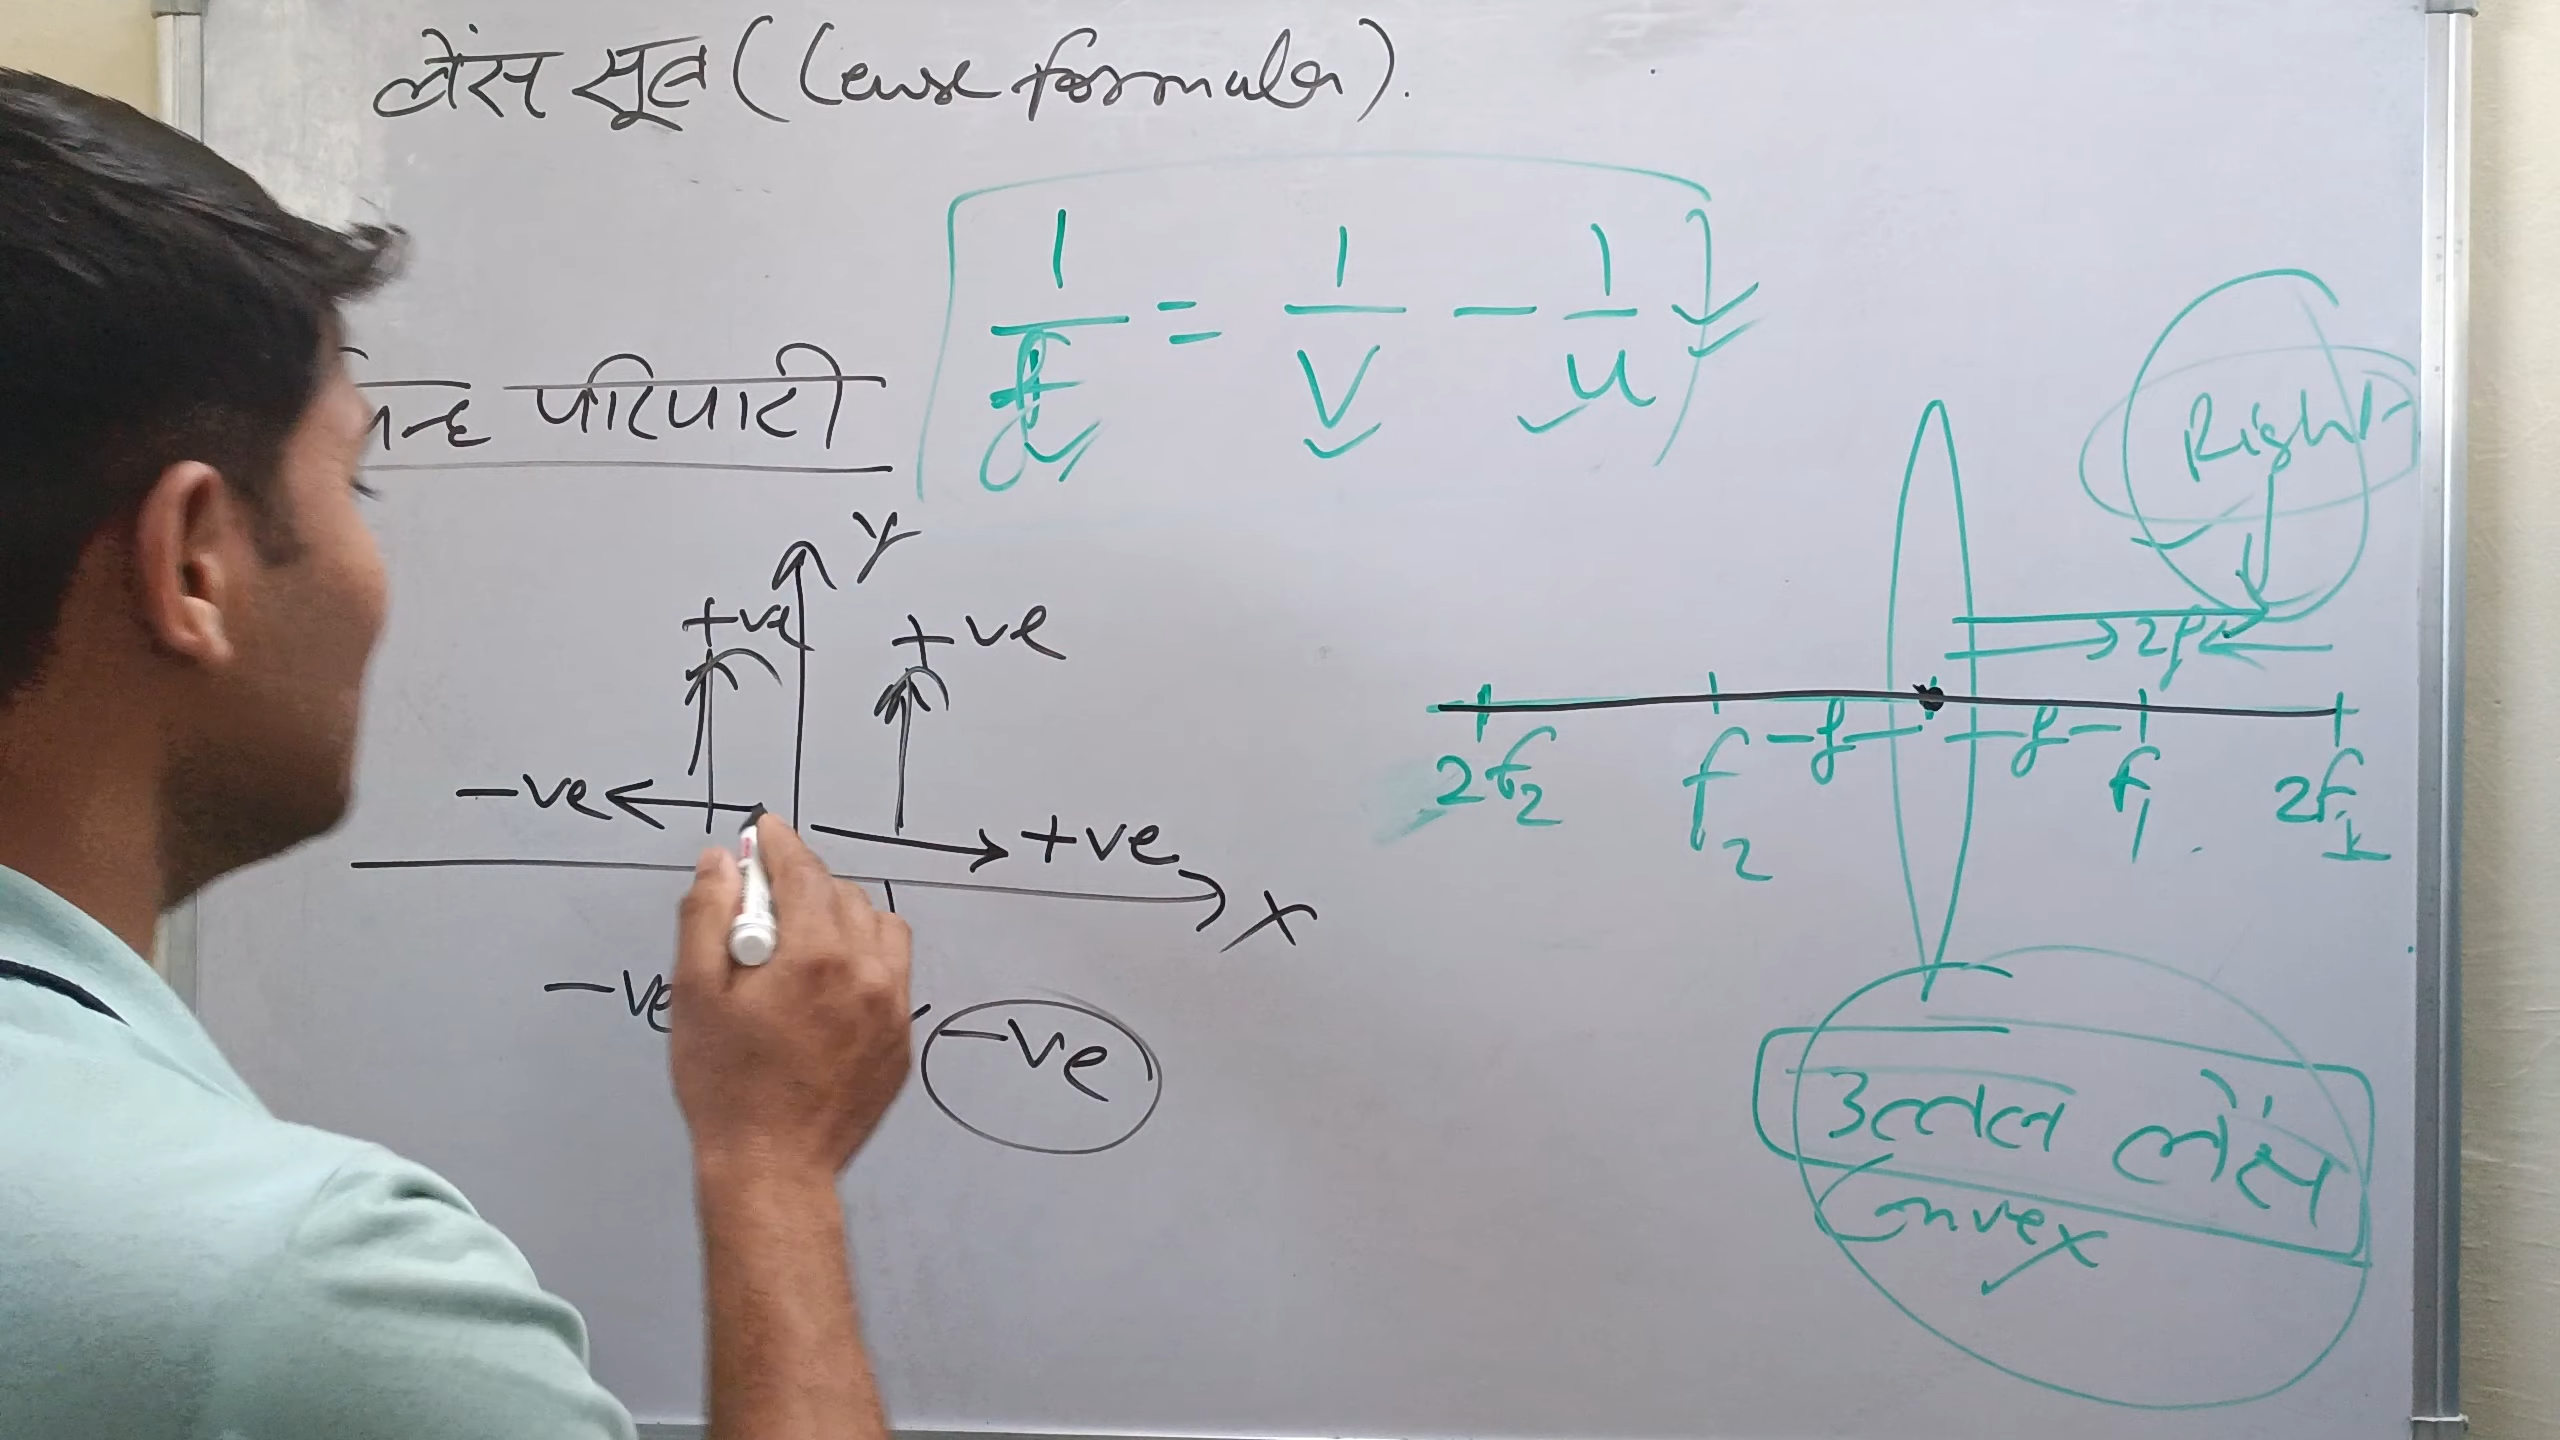 लेंस सूत्र (Lense formula).
1/f = 1/v - 1/u
चिन्ह परिपाटी
Right
Y
+ve
+ve
-ve
+ve
X
-ve
-ve
2f
f
f
2f2
f2
f1
2f1
उत्तल लेंस
Convex